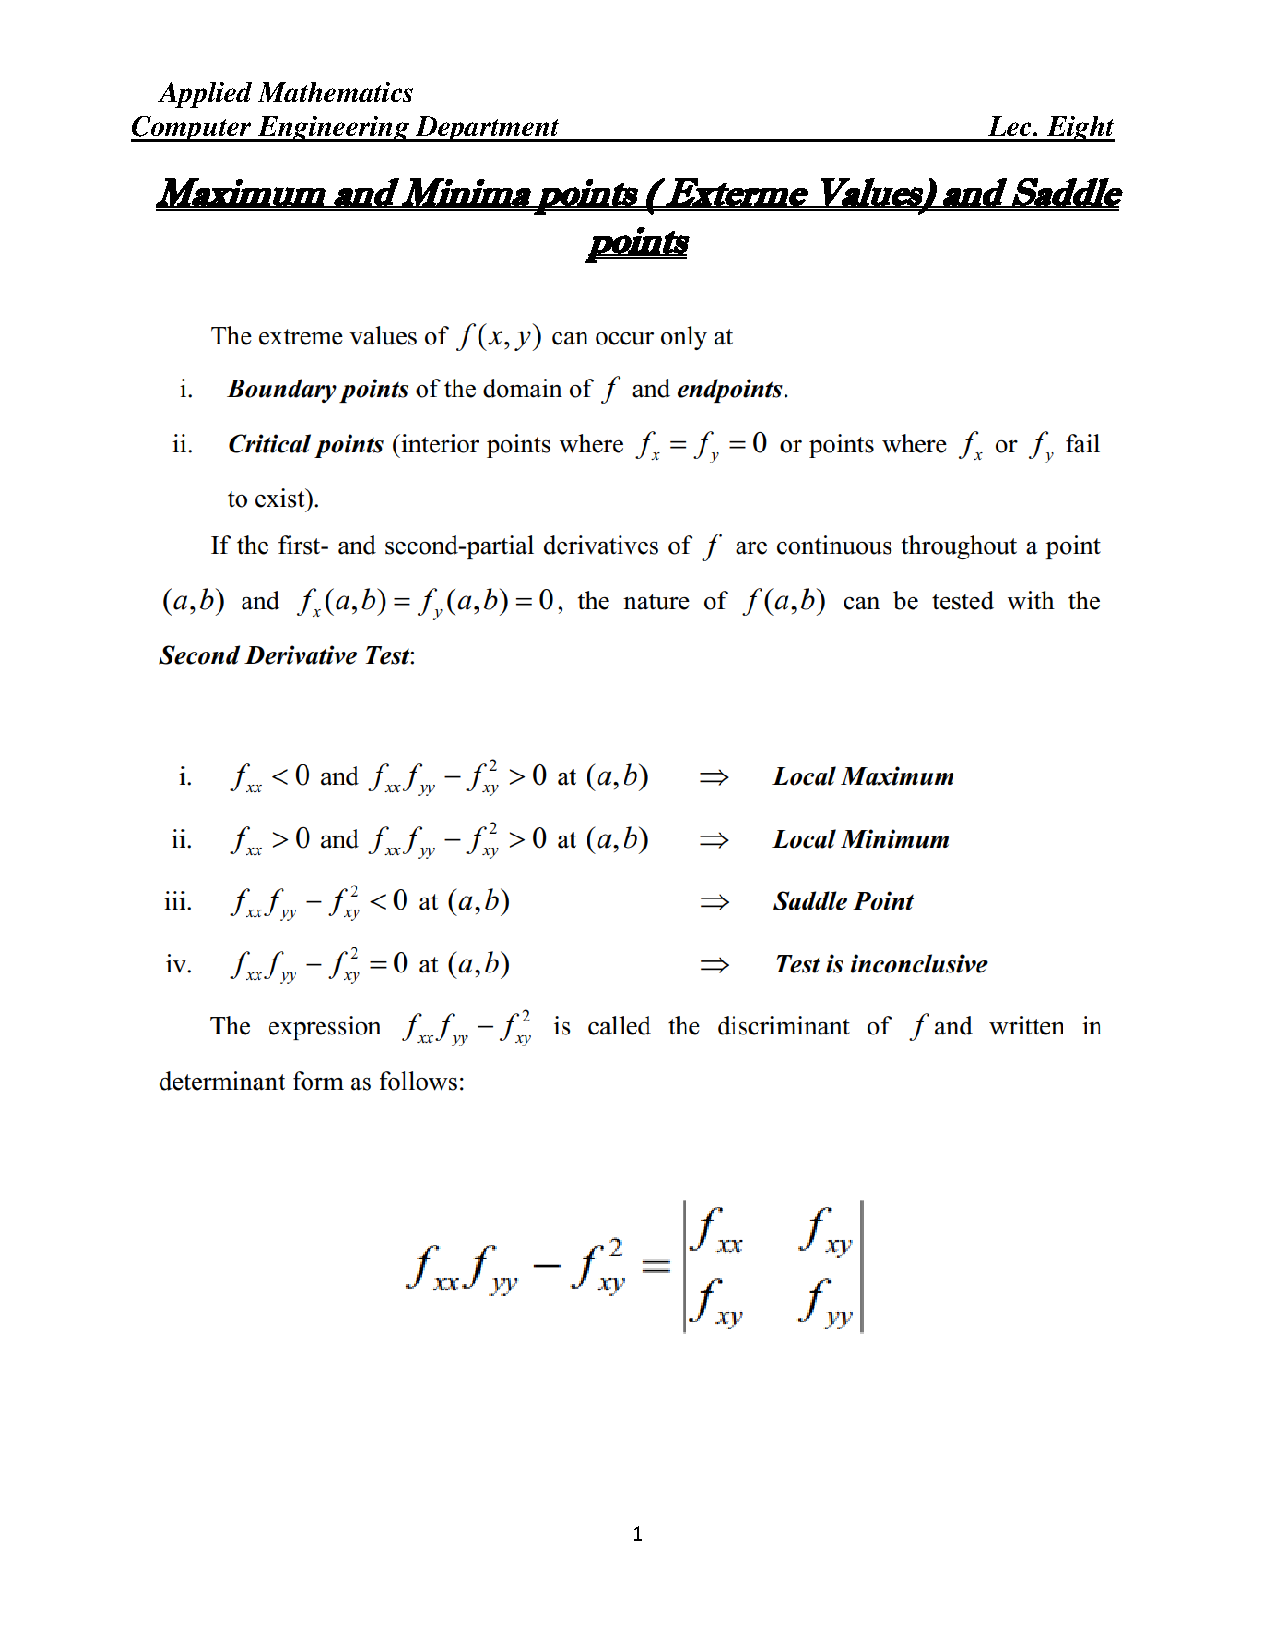 Applied Mathematics
Computer Engineering Department Lec. Eight
Maximum and Minima points ( Exterme Values) and Saddle
points
The extreme values of f(x, y) can occur only at
i. Boundary points of the domain of f and endpoints.
ii. Critical points (interior points where f_x = f_y = 0 or points where f_x or f_y fail
to exist).
If the first- and second-partial derivatives of f are continuous throughout a point
(a,b) and f_x(a,b) = f_y(a,b) = 0, the nature of f(a,b) can be tested with the
Second Derivative Test:
i. f_xx < 0 and f_xx f_yy − f_xy^2 > 0 at (a,b) ⇒ Local Maximum
ii. f_xx > 0 and f_xx f_yy − f_xy^2 > 0 at (a,b) ⇒ Local Minimum
iii. f_xx f_yy − f_xy^2 < 0 at (a,b) ⇒ Saddle Point
iv. f_xx f_yy − f_xy^2 = 0 at (a,b) ⇒ Test is inconclusive
The expression f_xx f_yy − f_xy^2 is called the discriminant of f and written in
determinant form as follows:
f_xx f_yy − f_xy^2 = | f_xx f_xy |
| f_xy f_yy |
1